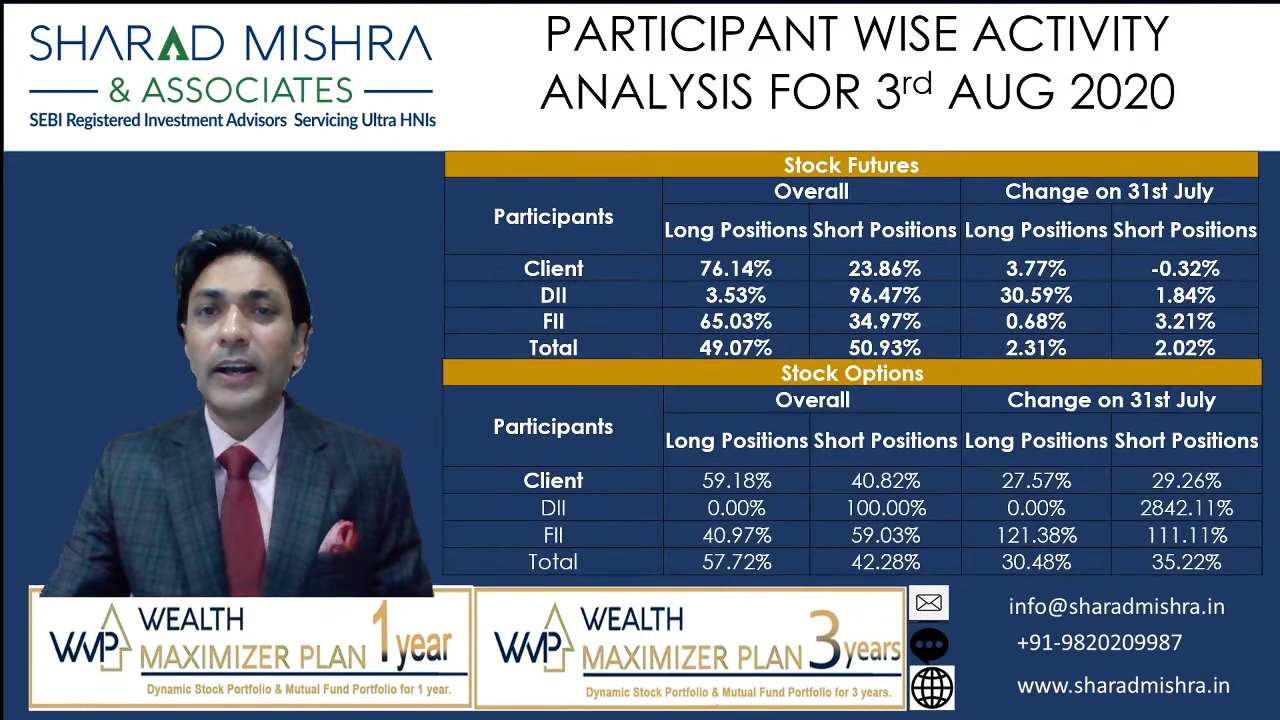 SHARAD MISHRA
& ASSOCIATES
SEBI Registered Investment Advisors Servicing Ultra HNIs
PARTICIPANT WISE ACTIVITY
ANALYSIS FOR 3rd AUG 2020
Stock Futures
Participants Overall Change on 31st July
Long Positions Short Positions Long Positions Short Positions
Client 76.14% 23.86% 3.77% -0.32%
DII 3.53% 96.47% 30.59% 1.84%
FII 65.03% 34.97% 0.68% 3.21%
Total 49.07% 50.93% 2.31% 2.02%
Stock Options
Participants Overall Change on 31st July
Long Positions Short Positions Long Positions Short Positions
Client 59.18% 40.82% 27.57% 29.26%
DII 0.00% 100.00% 0.00% 2842.11%
FII 40.97% 59.03% 121.38% 111.11%
Total 57.72% 42.28% 30.48% 35.22%
WMP WEALTH
MAXIMIZER PLAN 1 year
Dynamic Stock Portfolio & Mutual Fund Portfolio for 1 year.
WMP WEALTH
MAXIMIZER PLAN 3 years
Dynamic Stock Portfolio & Mutual Fund Portfolio for 3 years.
info@sharadmishra.in
+91-9820209987
www.sharadmishra.in